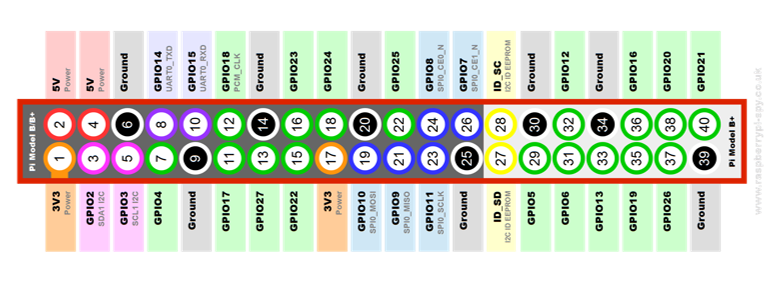 5V
Power
5V
Power
Ground
GPIO14
UART0_TXD
GPIO15
UART0_RXD
GPIO18
PCM_CLK
Ground
GPIO23
GPIO24
Ground
GPIO25
GPIO8
SPI0_CE0_N
GPIO7
SPI0_CE1_N
ID_SC
I2C ID EEPROM
Ground
GPIO12
Ground
GPIO16
GPIO20
GPIO21
Pi Model B/B+
2 4 6 8 10 12 14 16 18 20 22 24 26 28 30 32 34 36 38 40
1 3 5 7 9 11 13 15 17 19 21 23 25 27 29 31 33 35 37 39
Pi Model B+
3V3
Power
GPIO2
SDA1 I2C
GPIO3
SCL1 I2C
GPIO4
Ground
GPIO17
GPIO27
GPIO22
3V3
Power
GPIO10
SPI0_MOSI
GPIO9
SPI0_MISO
GPIO11
SPI0_SCLK
Ground
ID_SD
I2C ID EEPROM
GPIO5
GPIO6
GPIO13
GPIO19
GPIO26
Ground
www.raspberrypi-spy.co.uk